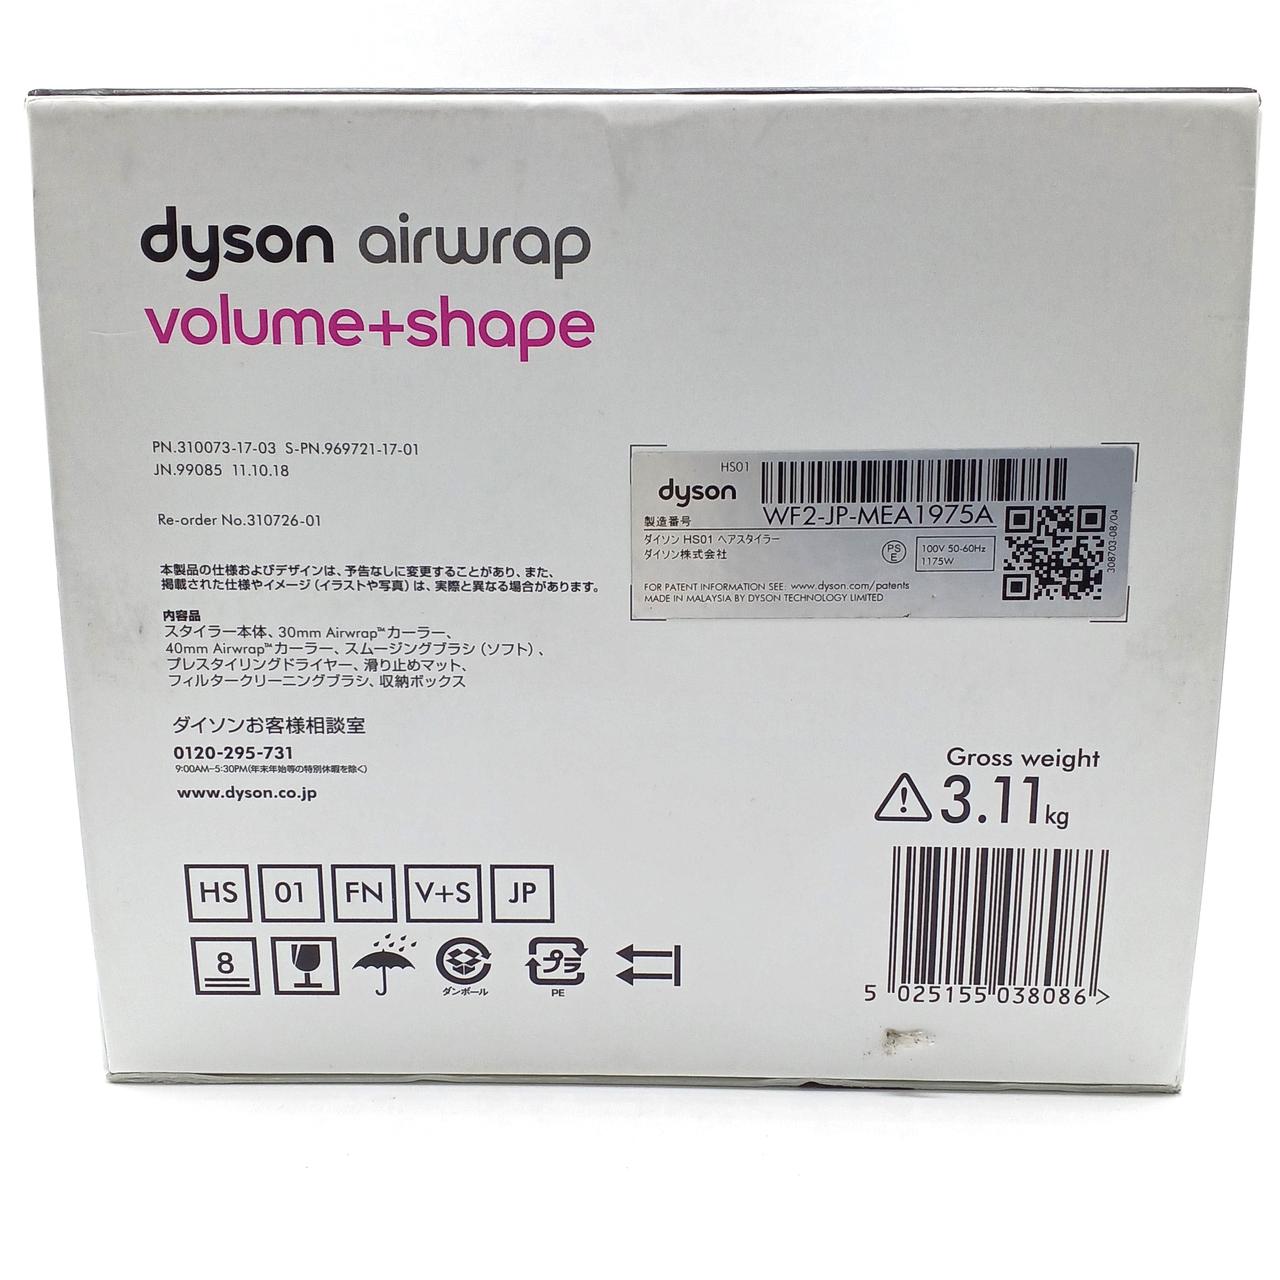 dyson airwrap
volume+shape
PN.310073-17-03 S-PN.969721-17-01
JN.99085 11.10.18
Re-order No.310726-01
本製品の仕様およびデザインは、予告なしに変更することがあり、また、
掲載された仕様やイメージ（イラストや写真）は、実際と異なる場合があります。
内容品
スタイラー本体、30mm Airwrap™カーラー、
40mm Airwrap™カーラー、スムージングブラシ（ソフト）、
プレスタイリングドライヤー、滑り止めマット、
フィルタークリーニングブラシ、収納ボックス
ダイソンお客様相談室
0120-295-731
9:00AM–5:30PM(年末年始等の特別休暇を除く)
www.dyson.co.jp
HS 01 FN V+S JP
8
ダンボール
プラ
PE
HS01
dyson
製造番号 WF2-JP-MEA1975A
ダイソン HS01 ヘアスタイラー
ダイソン株式会社
PS
E
100V 50-60Hz
1175W
FOR PATENT INFORMATION SEE: www.dyson.com/patents
MADE IN MALAYSIA BY DYSON TECHNOLOGY LIMITED
308703-08/04
Gross weight
3.11kg
5 025155 038086 >